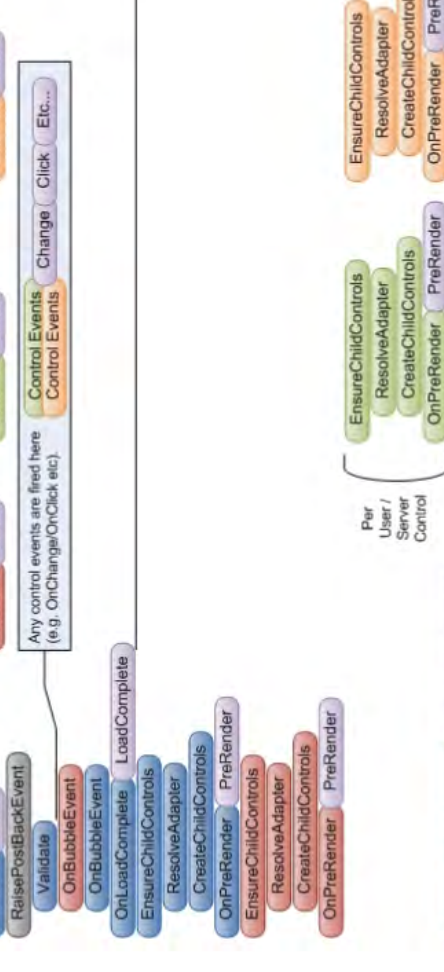 RaisePostBackEvent
Validate
OnBubbleEvent
OnBubbleEvent
OnLoadComplete LoadComplete
EnsureChildControls
ResolveAdapter
CreateChildControls
OnPreRender PreRender
EnsureChildControls
ResolveAdapter
CreateChildControls
OnPreRender PreRender
Any control events are fired here
(e.g. OnChange/OnClick etc).
Control Events
Control Events
Change Click Etc...
Per
User /
Server
Control
EnsureChildControls
ResolveAdapter
CreateChildControls
OnPreRender PreRender
EnsureChildControls
ResolveAdapter
OnPreRender